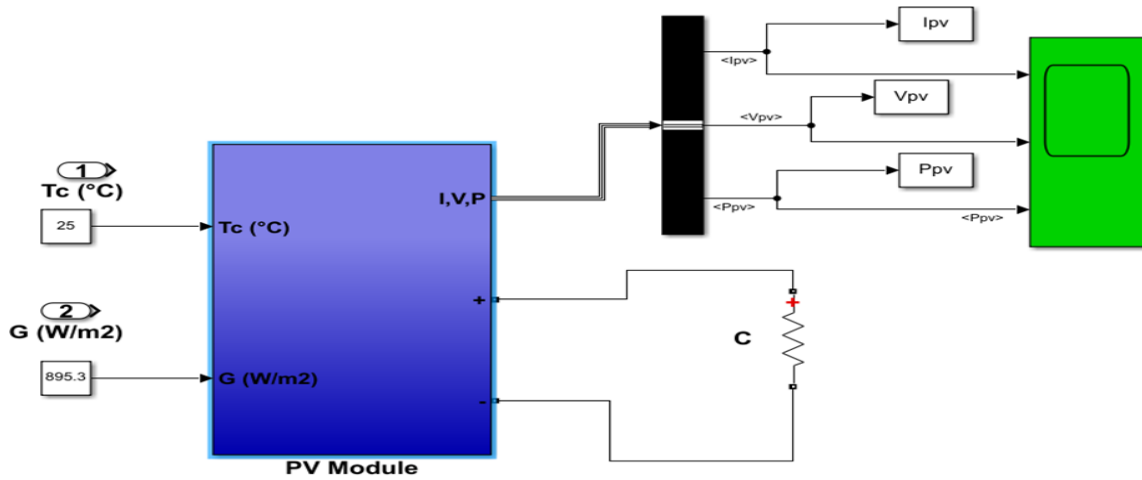 1
Tc (°C)
25
2
G (W/m2)
895.3
Tc (°C)
G (W/m2)
I,V,P
+
-
PV Module
<Ipv>
<Vpv>
<Ppv>
Ipv
Vpv
Ppv
<Ppv>
+
C